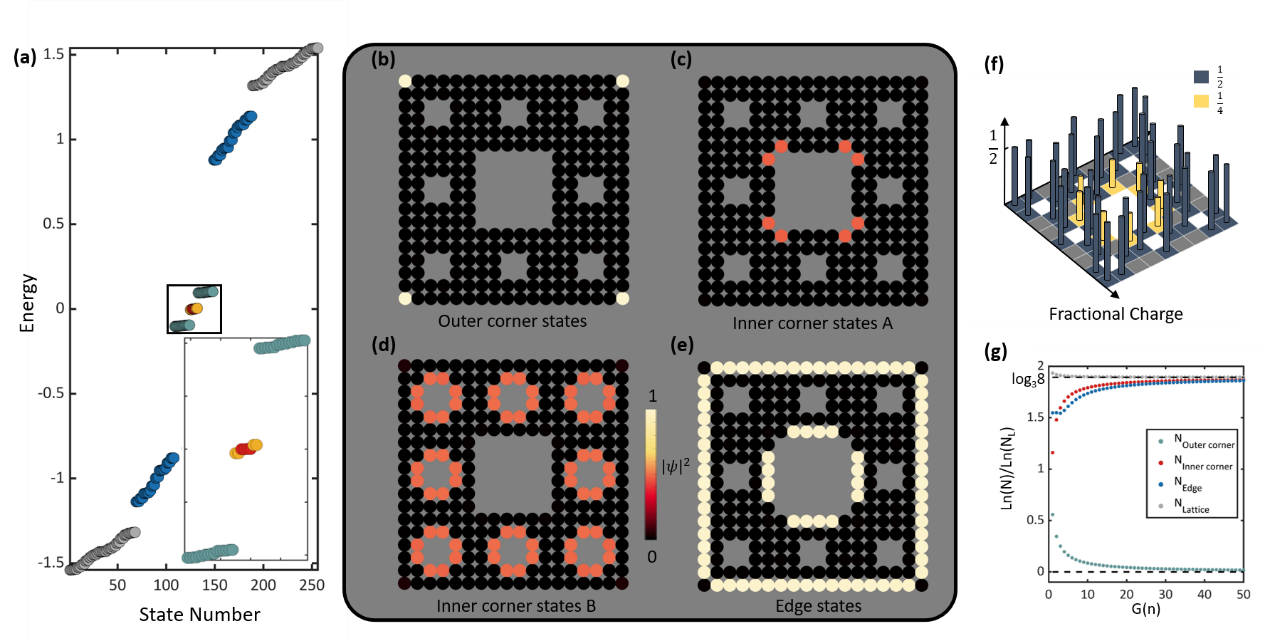 (a)
1.5
1
0.5
0
-0.5
-1
-1.5
Energy
50
100
150
200
250
State Number
(b)
Outer corner states
(c)
Inner corner states A
(d)
Inner corner states B
1
|ψ|²
0
(e)
Edge states
(f)
1/2
1/4
1/2
Fractional Charge
(g)
2
log₃8
1.5
1
0.5
0
Ln(N)/Ln(N_L)
N_Outer corner
N_Inner corner
N_Edge
N_Lattice
0
10
20
30
40
50
G(n)